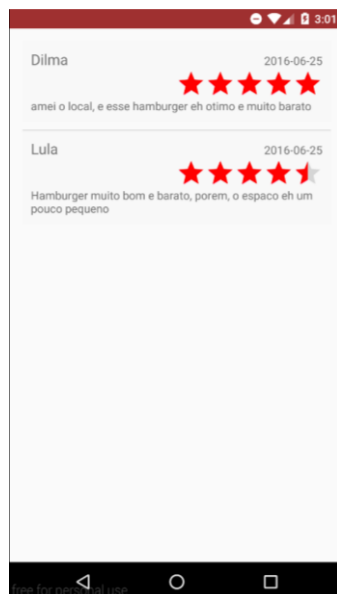 3:01
Dilma 2016-06-25
amei o local, e esse hamburger eh otimo e muito barato
Lula 2016-06-25
Hamburger muito bom e barato, porem, o espaco eh um
pouco pequeno
free for personal use